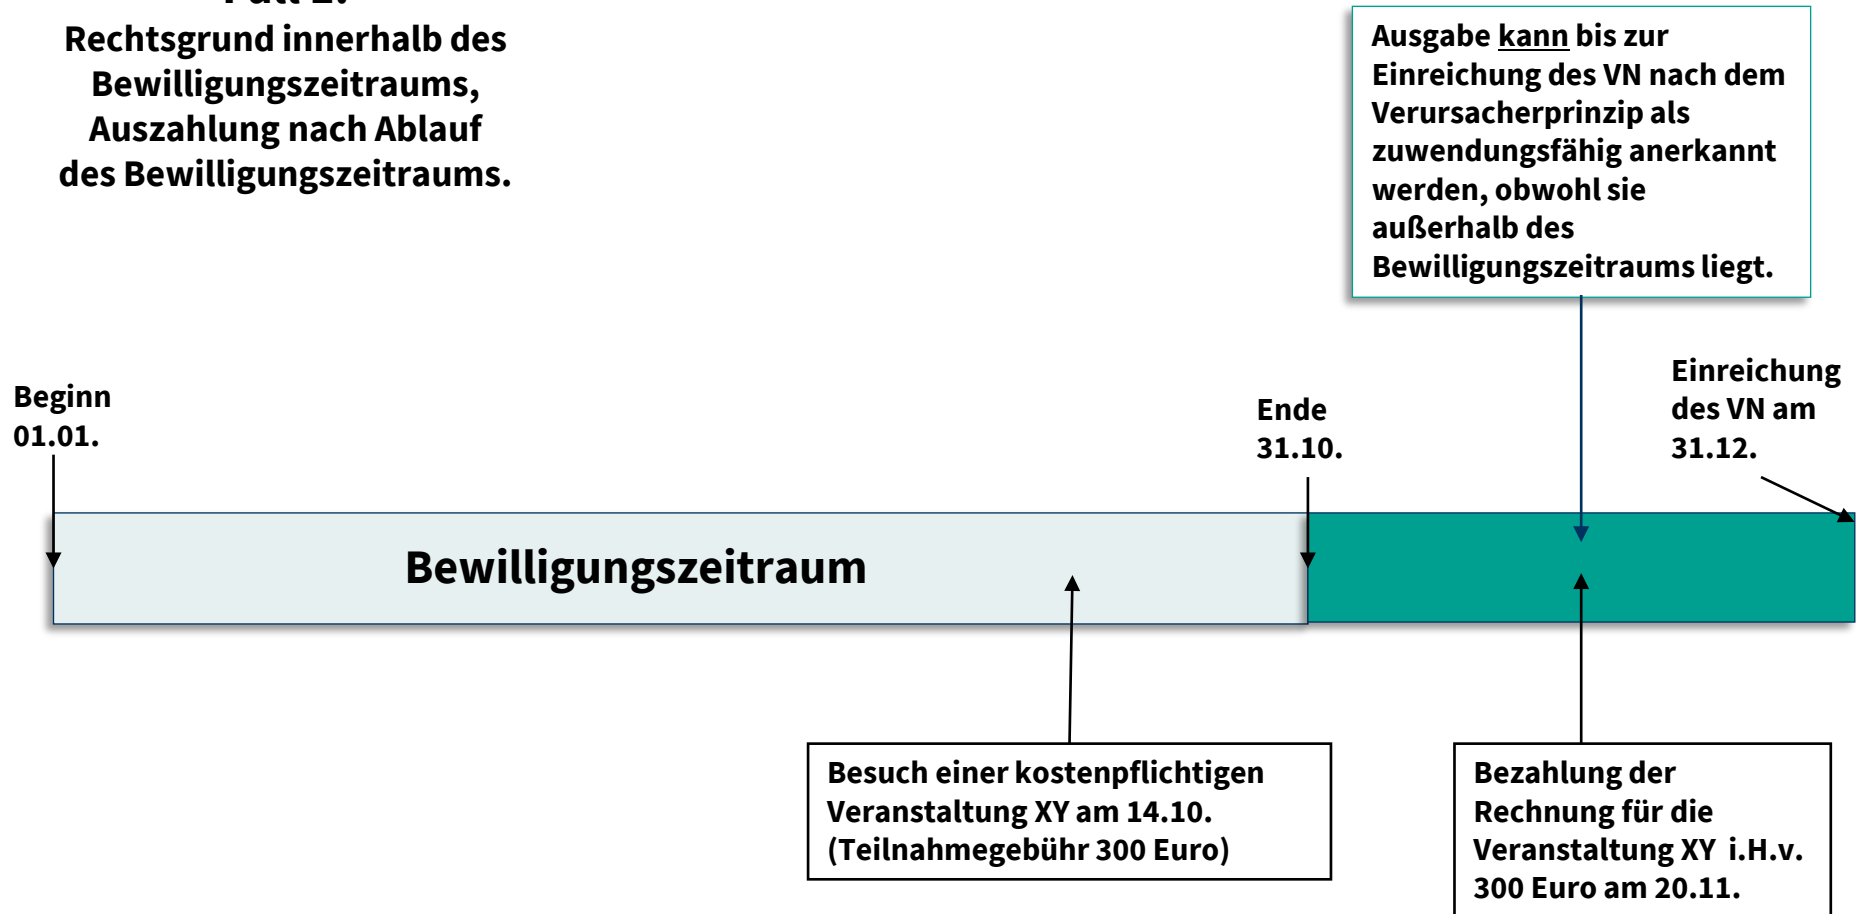 Rechtsgrund innerhalb des
Bewilligungszeitraums,
Auszahlung nach Ablauf
des Bewilligungszeitraums.
Ausgabe kann bis zur
Einreichung des VN nach dem
Verursacherprinzip als
zuwendungsfähig anerkannt
werden, obwohl sie
außerhalb des
Bewilligungszeitraums liegt.
Beginn
01.01.
Ende
31.10.
Einreichung
des VN am
31.12.
Bewilligungszeitraum
Besuch einer kostenpflichtigen
Veranstaltung XY am 14.10.
(Teilnahmegebühr 300 Euro)
Bezahlung der
Rechnung für die
Veranstaltung XY i.H.v.
300 Euro am 20.11.